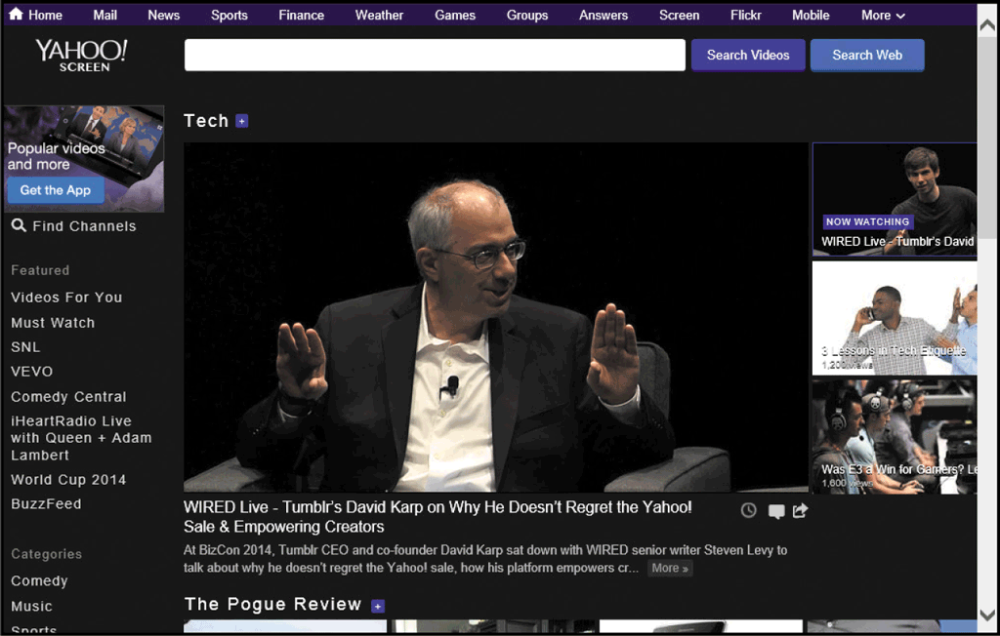 Home Mail News Sports Finance Weather Games Groups Answers Screen Flickr Mobile More
YAHOO!
SCREEN
Search Videos Search Web
Popular videos
and more
Get the App
Find Channels
Featured
Videos For You
Must Watch
SNL
VEVO
Comedy Central
iHeartRadio Live
with Queen + Adam
Lambert
World Cup 2014
BuzzFeed
Categories
Comedy
Music
Sports
Tech +
WIRED Live - Tumblr's David Karp on Why He Doesn't Regret the Yahoo!
Sale & Empowering Creators
At BizCon 2014, Tumblr CEO and co-founder David Karp sat down with WIRED senior writer Steven Levy to
talk about why he doesn't regret the Yahoo! sale, how his platform empowers cr... More »
The Pogue Review +
NOW WATCHING
WIRED Live - Tumblr's David
3 Lessons in Tech Etiquette
1,200 views
Was E3 a Win for Gamers? Le
1,600 views